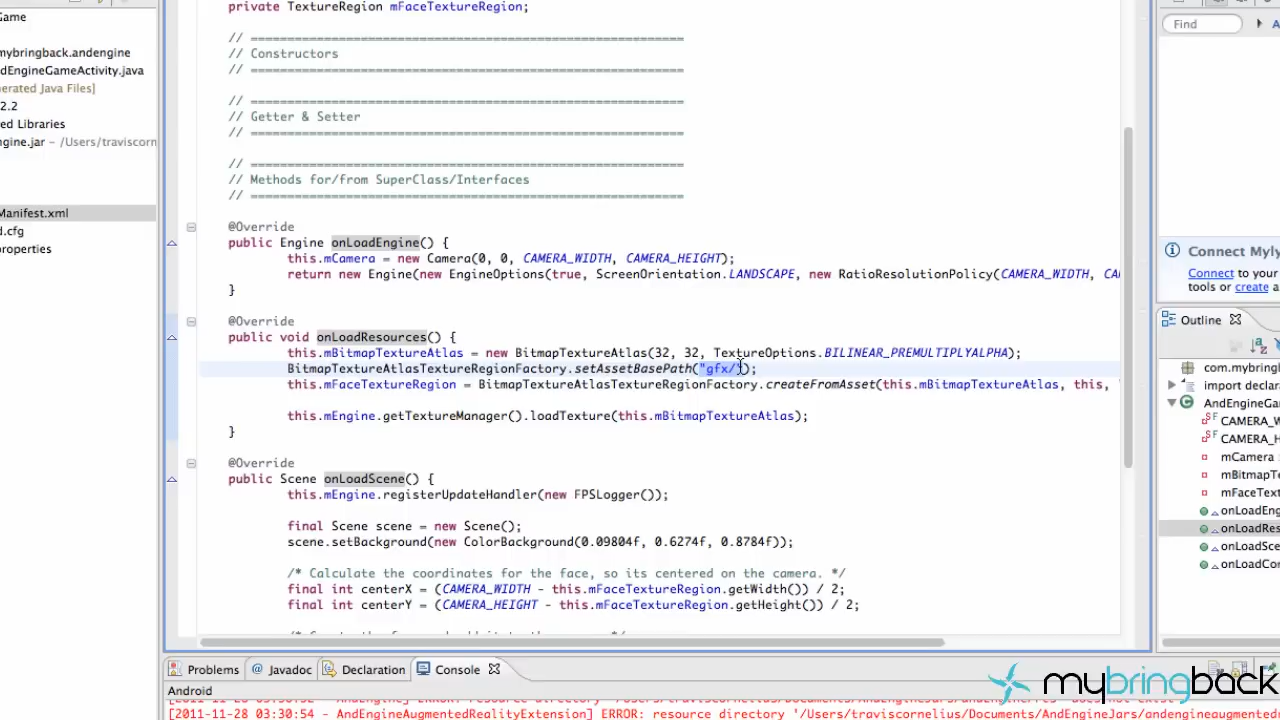 Game
private TextureRegion mFaceTextureRegion;
Find
// ===============================================
// Constructors
// ===============================================
mybringback.andengine
ndEngineGameActivity.java
nerated Java Files]
2.2
ed Libraries
ngine.jar - /Users/traviscorn
// ===============================================
// Getter & Setter
// ===============================================
// ===============================================
// Methods for/from SuperClass/Interfaces
// ===============================================
Manifest.xml
d.cfg
properties
@Override
public Engine onLoadEngine() {
this.mCamera = new Camera(0, 0, CAMERA_WIDTH, CAMERA_HEIGHT);
return new Engine(new EngineOptions(true, ScreenOrientation.LANDSCAPE, new RatioResolutionPolicy(CAMERA_WIDTH, CA
}
@Override
public void onLoadResources() {
this.mBitmapTextureAtlas = new BitmapTextureAtlas(32, 32, TextureOptions.BILINEAR_PREMULTIPLYALPHA);
BitmapTextureAtlasTextureRegionFactory.setAssetBasePath("gfx/");
this.mFaceTextureRegion = BitmapTextureAtlasTextureRegionFactory.createFromAsset(this.mBitmapTextureAtlas, this,
this.mEngine.getTextureManager().loadTexture(this.mBitmapTextureAtlas);
}
@Override
public Scene onLoadScene() {
this.mEngine.registerUpdateHandler(new FPSLogger());
final Scene scene = new Scene();
scene.setBackground(new ColorBackground(0.09804f, 0.6274f, 0.8784f));
/* Calculate the coordinates for the face, so its centered on the camera. */
final int centerX = (CAMERA_WIDTH - this.mFaceTextureRegion.getWidth()) / 2;
final int centerY = (CAMERA_HEIGHT - this.mFaceTextureRegion.getHeight()) / 2;
Connect Myly
Connect to your
tools or create a
Outline
com.mybringl
import declara
AndEngineGa
CAMERA_W
CAMERA_H
mCamera
mBitmapTe
mFaceText
onLoadEng
onLoadRes
onLoadSce
onLoadCor
Problems
@ Javadoc
Declaration
Console
Android
[2011-11-28 03:30:54 - AndEngineAugmentedRealityExtension] ERROR: resource directory '/Users/traviscornelius/Documents/AndEngineJars/andengineaugmented
mybringback